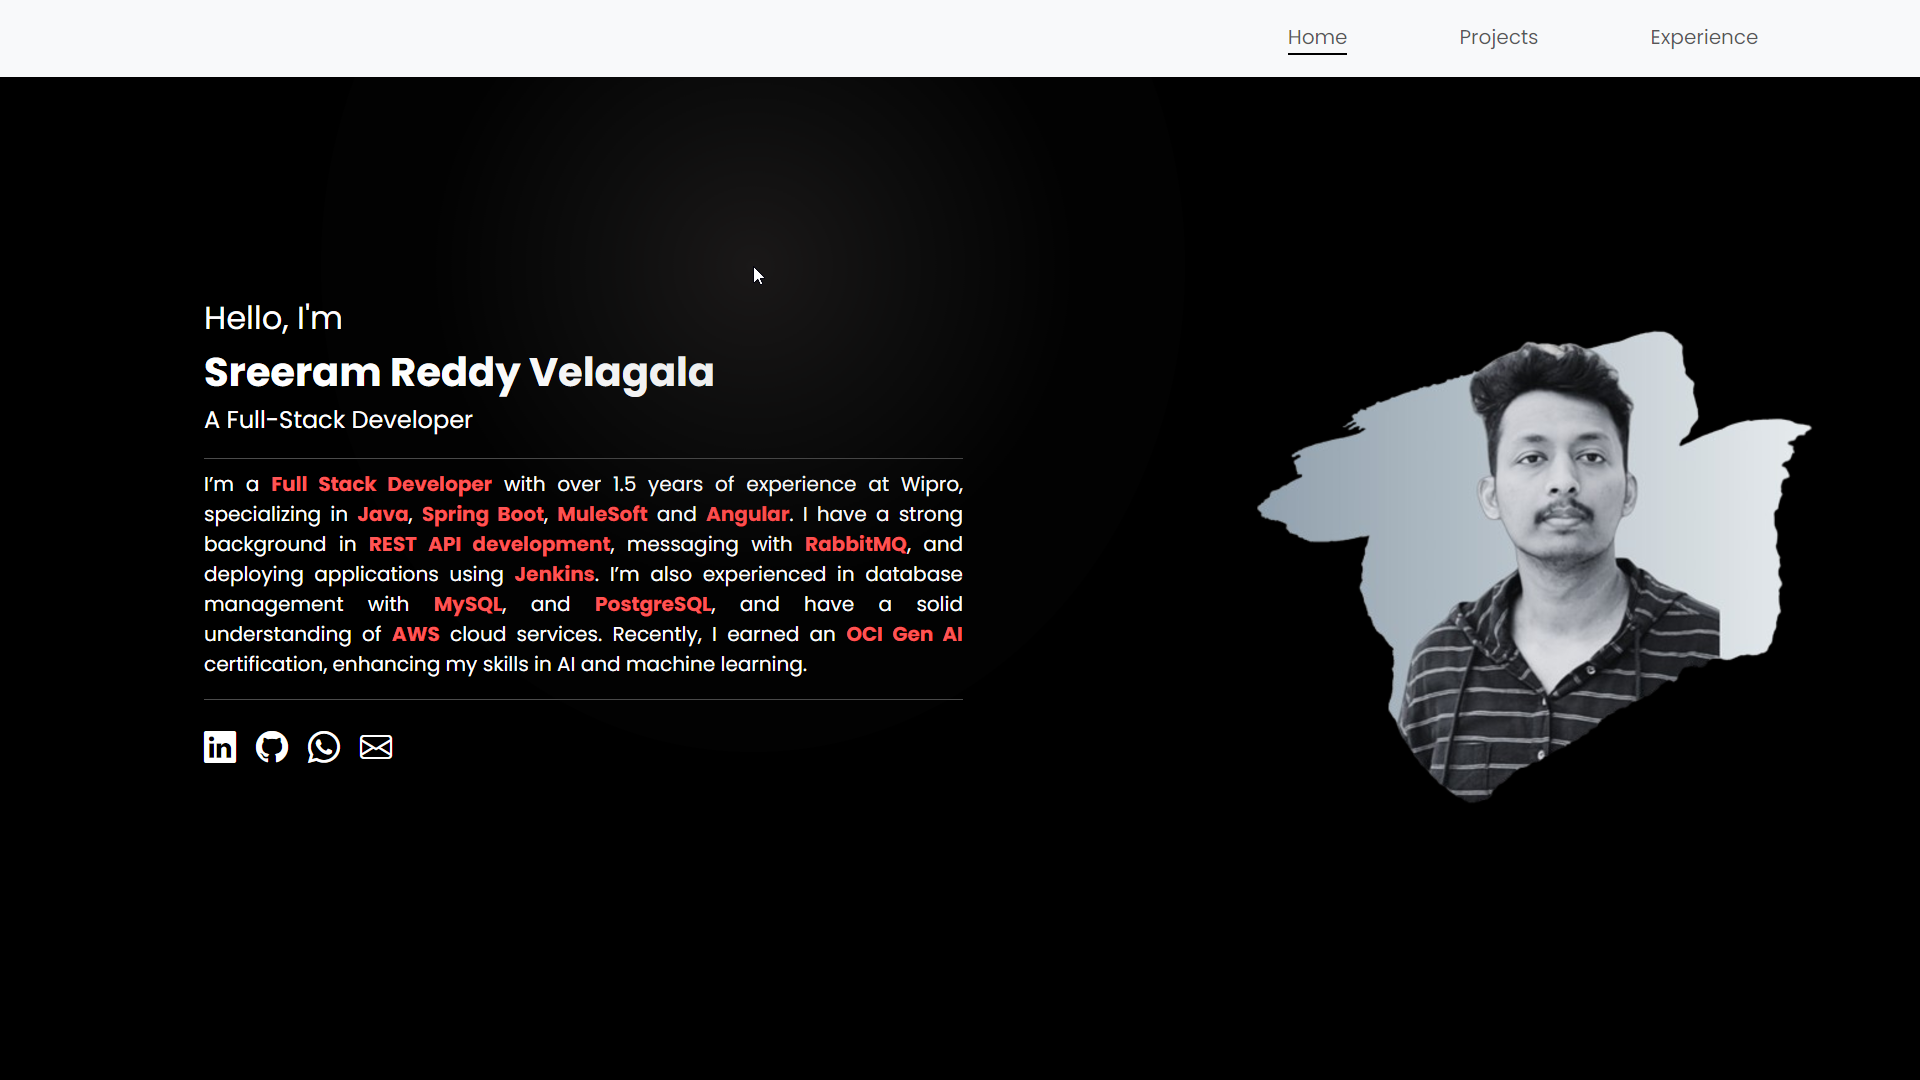 Home Projects Experience
Hello, I'm
Sreeram Reddy Velagala
A Full-Stack Developer
I’m a Full Stack Developer with over 1.5 years of experience at Wipro,
specializing in Java, Spring Boot, MuleSoft and Angular. I have a strong
background in REST API development, messaging with RabbitMQ, and
deploying applications using Jenkins. I’m also experienced in database
management with MySQL, and PostgreSQL, and have a solid
understanding of AWS cloud services. Recently, I earned an OCI Gen AI
certification, enhancing my skills in AI and machine learning.
in